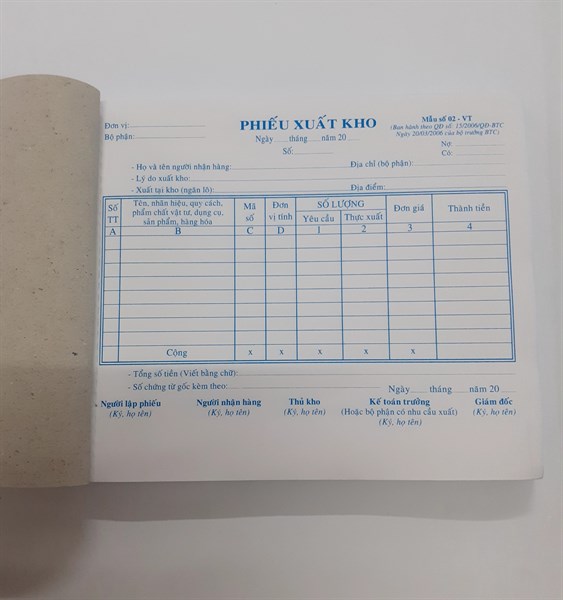 Đơn vị:
Bộ phận:
PHIẾU XUẤT KHO
Ngày tháng năm 20
Số:
Mẫu số 02 - VT
(Ban hành theo QĐ số: 15/2006/QĐ-BTC
Ngày 20/03/2006 của bộ trưởng BTC)
Nợ
Có:
- Họ và tên người nhận hàng: Địa chỉ (bộ phận):
- Lý do xuất kho:
- Xuất tại kho (ngăn lô): Địa điểm:
Số TT
Tên, nhãn hiệu, quy cách,
phẩm chất vật tư, dụng cụ,
sản phẩm, hàng hóa
Mã số
Đơn vị tính
SỐ LƯỢNG
Yêu cầu Thực xuất
Đơn giá
Thành tiền
A B C D 1 2 3 4
Cộng x x x x x
- Tổng số tiền (Viết bằng chữ):
- Số chứng từ gốc kèm theo:
Ngày tháng năm 20
Người lập phiếu Người nhận hàng Thủ kho Kế toán trưởng Giám đốc
(Ký, họ tên) (Ký, họ tên) (Ký, họ tên) (Hoặc bộ phận có nhu cầu xuất) (Ký, họ tên)
(Ký, họ tên)